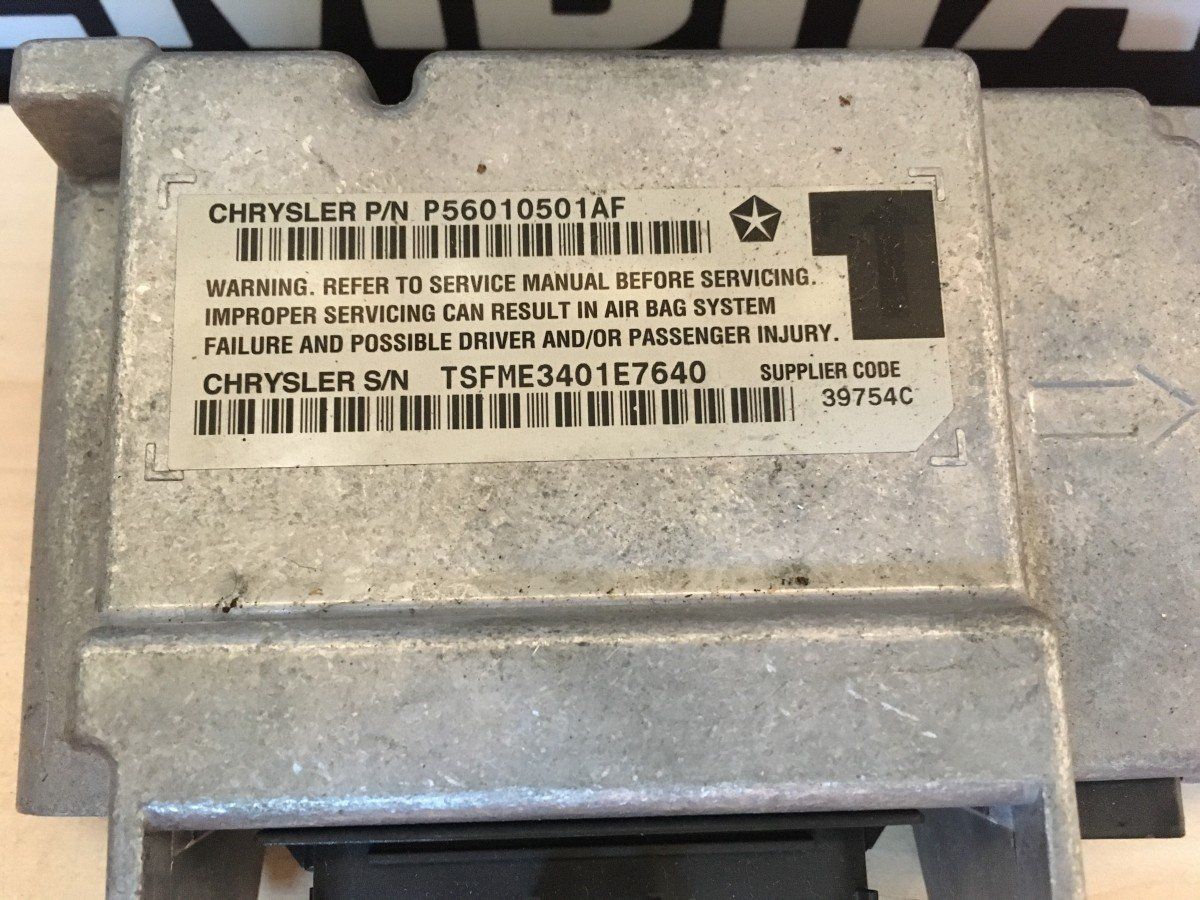 CHRYSLER P/N P56010501AF
WARNING. REFER TO SERVICE MANUAL BEFORE SERVICING.
IMPROPER SERVICING CAN RESULT IN AIR BAG SYSTEM
FAILURE AND POSSIBLE DRIVER AND/OR PASSENGER INJURY.
CHRYSLER S/N TSFME3401E7640
SUPPLIER CODE
39754C
1